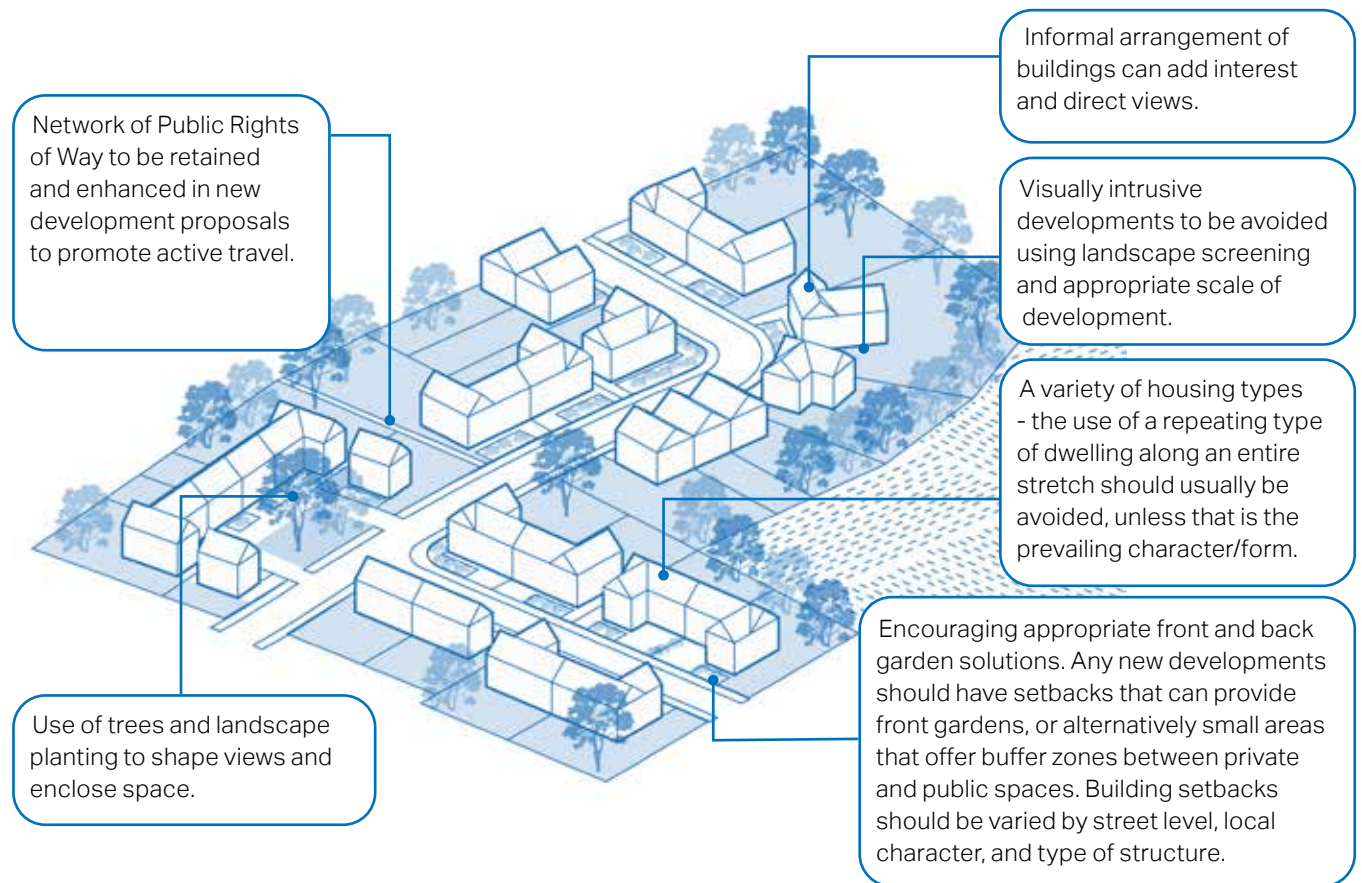 Informal arrangement of
buildings can add interest
and direct views.
Network of Public Rights
of Way to be retained
and enhanced in new
development proposals
to promote active travel.
Visually intrusive
developments to be avoided
using landscape screening
and appropriate scale of
development.
A variety of housing types
- the use of a repeating type
of dwelling along an entire
stretch should usually be
avoided, unless that is the
prevailing character/form.
Encouraging appropriate front and back
garden solutions. Any new developments
should have setbacks that can provide
front gardens, or alternatively small areas
that offer buffer zones between private
and public spaces. Building setbacks
should be varied by street level, local
character, and type of structure.
Use of trees and landscape
planting to shape views and
enclose space.